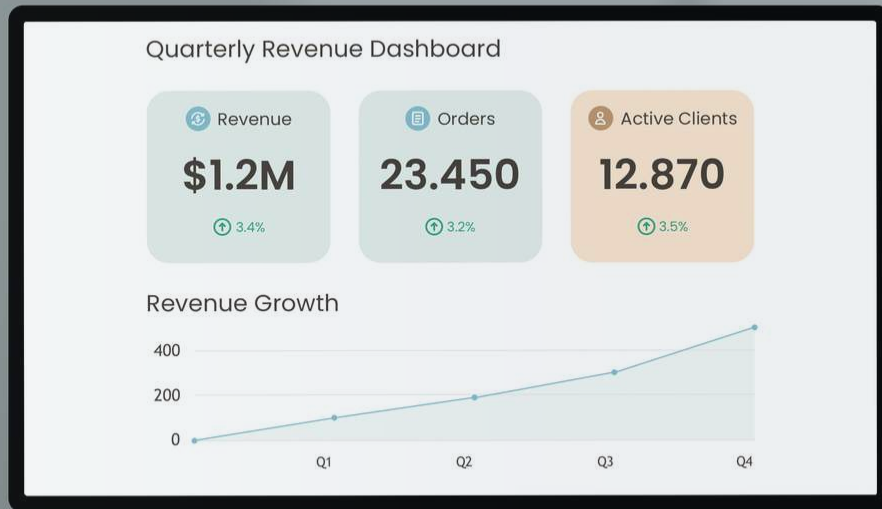 Quarterly Revenue Dashboard
Revenue
Orders
Active Clients
$1.2M
23.450
12.870
3.4%
3.2%
3.5%
Revenue Growth
400
200
0
Q1
Q2
Q3
Q4